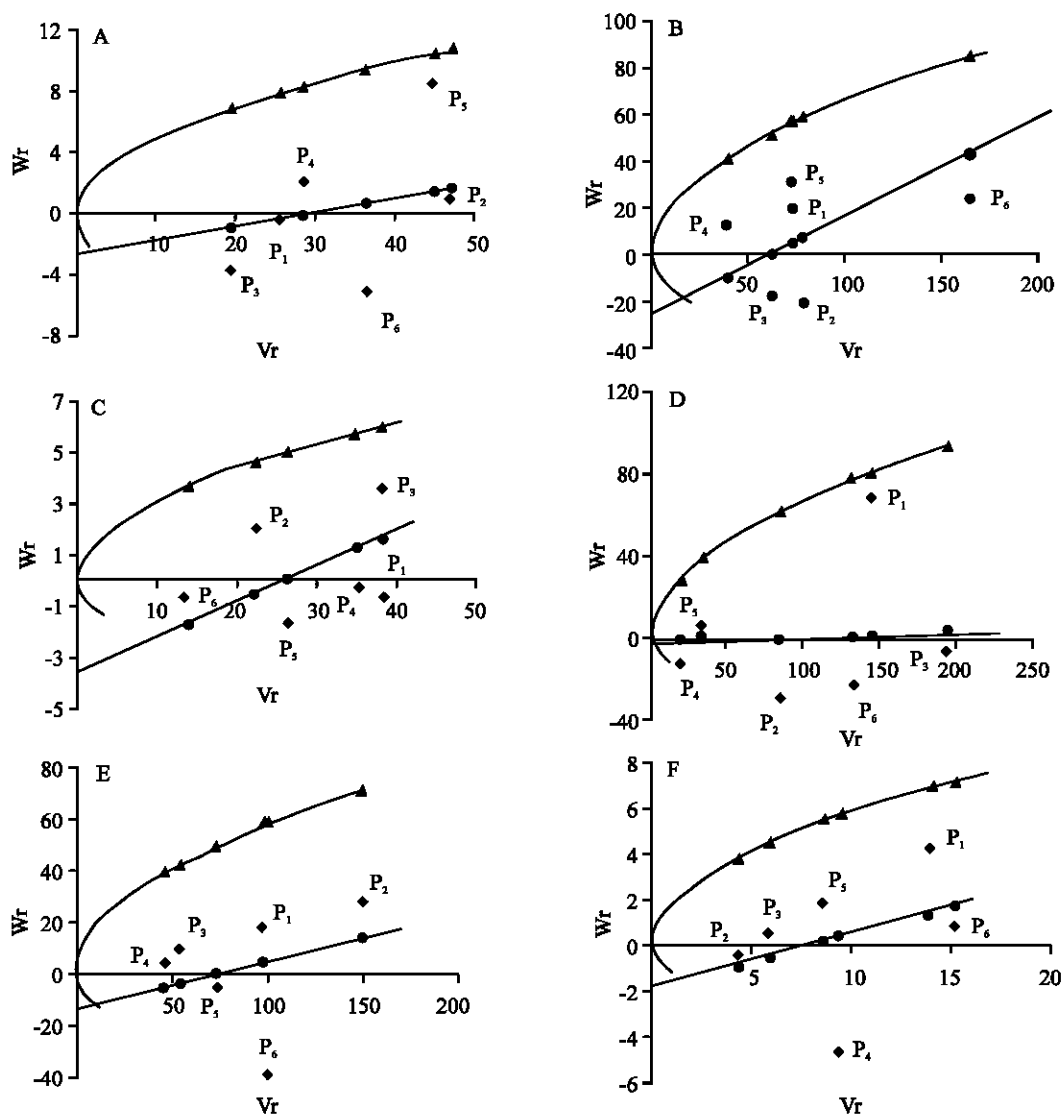 A
12
8
4
0
-4
-8
Wr
10 20 30 40 50
Vr
P₅
P₄
P₂
P₁
P₃
P₆
B
100
80
60
40
20
0
-20
-40
Wr
50 100 150 200
Vr
P₅
P₁
P₄
P₆
P₃
P₂
C
7
5
3
1
-1
-3
-5
Wr
10 20 30 40 50
Vr
P₃
P₂
P₁
P₆
P₄
P₅
D
120
80
40
0
-40
Wr
50 100 150 200 250
Vr
P₁
P₅
P₃
P₄
P₂
P₆
E
80
60
40
20
0
-20
-40
Wr
50 100 150 200
Vr
P₂
P₁
P₃
P₄
P₅
P₆
F
8
6
4
2
0
-2
-4
-6
Wr
5 10 15 20
Vr
P₁
P₅
P₃
P₂
P₆
P₄